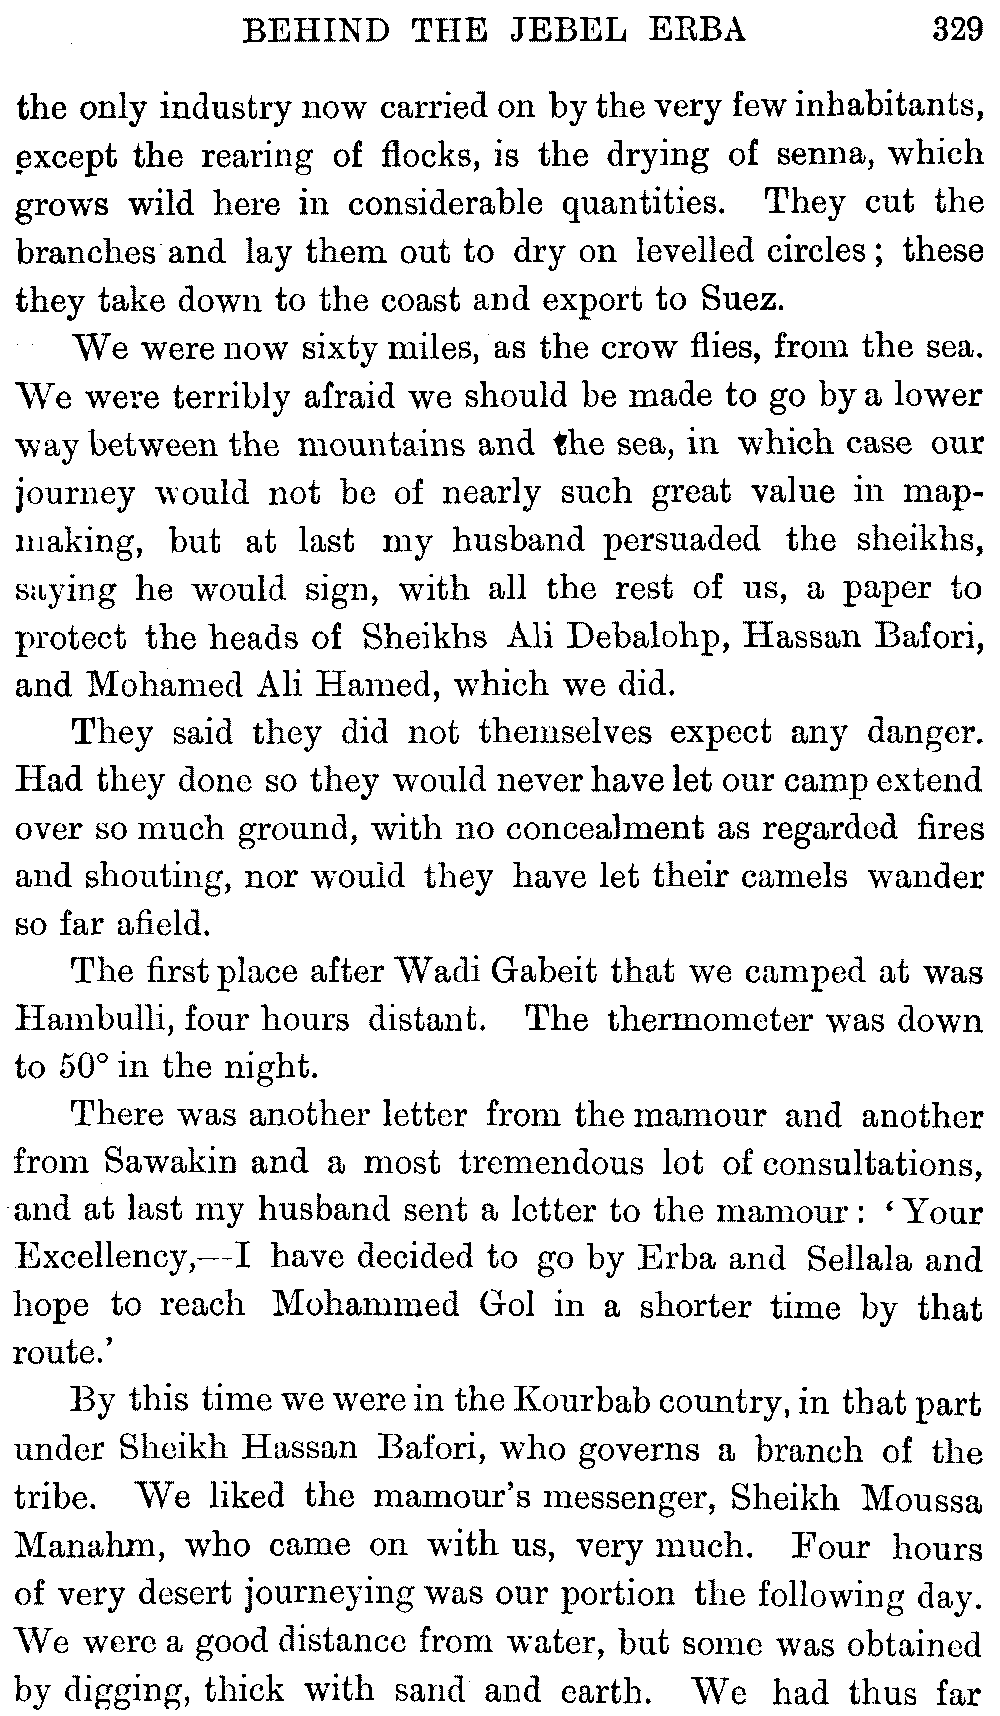 BEHIND THE JEBEL ERBA 329
the only industry now carried on by the very few inhabitants,
except the rearing of flocks, is the drying of senna, which
grows wild here in considerable quantities. They cut the
branches and lay them out to dry on levelled circles; these
they take down to the coast and export to Suez.
We were now sixty miles, as the crow flies, from the sea.
We were terribly afraid we should be made to go by a lower
way between the mountains and the sea, in which case our
journey would not be of nearly such great value in map-
making, but at last my husband persuaded the sheikhs,
saying he would sign, with all the rest of us, a paper to
protect the heads of Sheikhs Ali Debalohp, Hassan Bafori,
and Mohamed Ali Hamed, which we did.
They said they did not themselves expect any danger.
Had they done so they would never have let our camp extend
over so much ground, with no concealment as regarded fires
and shouting, nor would they have let their camels wander
so far afield.
The first place after Wadi Gabeit that we camped at was
Hambulli, four hours distant. The thermometer was down
to 50° in the night.
There was another letter from the mamour and another
from Sawakin and a most tremendous lot of consultations,
and at last my husband sent a letter to the mamour: ‘Your
Excellency,—I have decided to go by Erba and Sellala and
hope to reach Mohammed Gol in a shorter time by that
route.’
By this time we were in the Kourbab country, in that part
under Sheikh Hassan Bafori, who governs a branch of the
tribe. We liked the mamour's messenger, Sheikh Moussa
Manahm, who came on with us, very much. Four hours
of very desert journeying was our portion the following day.
We were a good distance from water, but some was obtained
by digging, thick with sand and earth. We had thus far